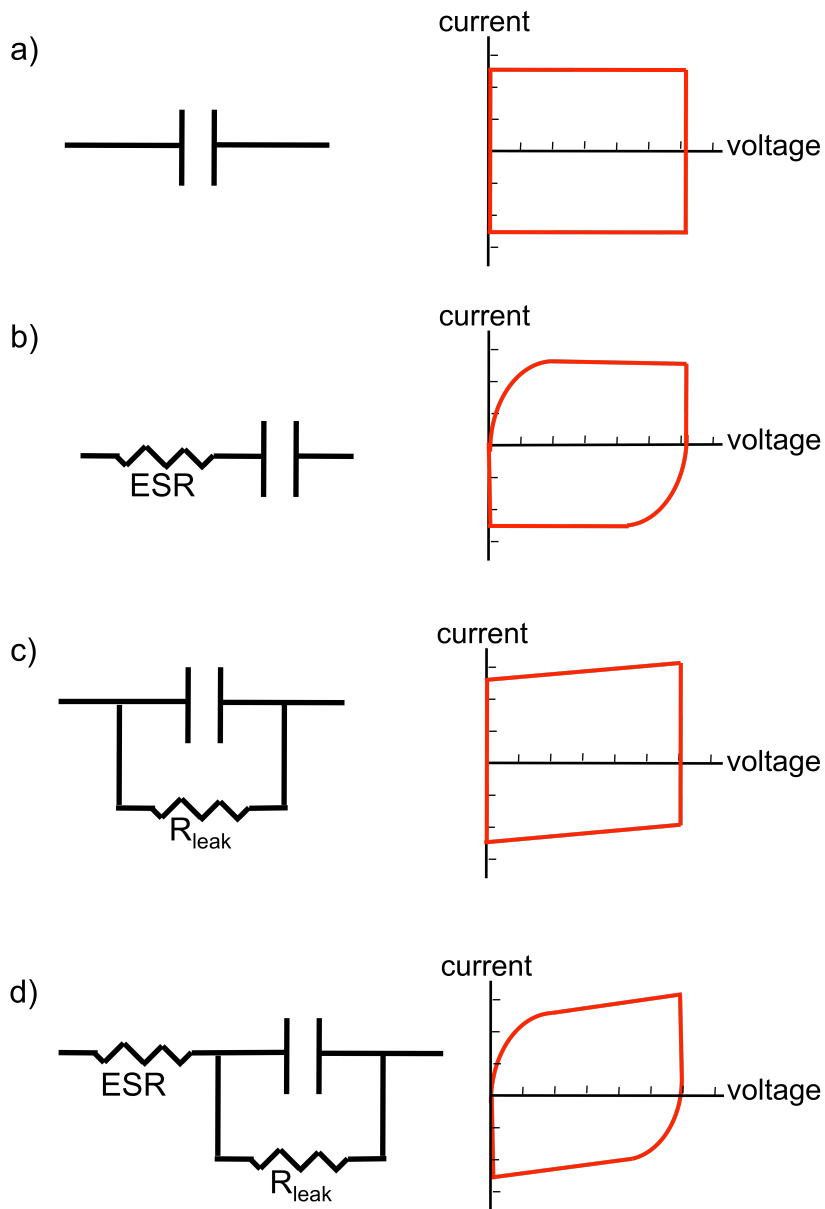 a)
current
voltage
b)
current
voltage
ESR
c)
current
voltage
Rleak
d)
current
voltage
ESR
Rleak